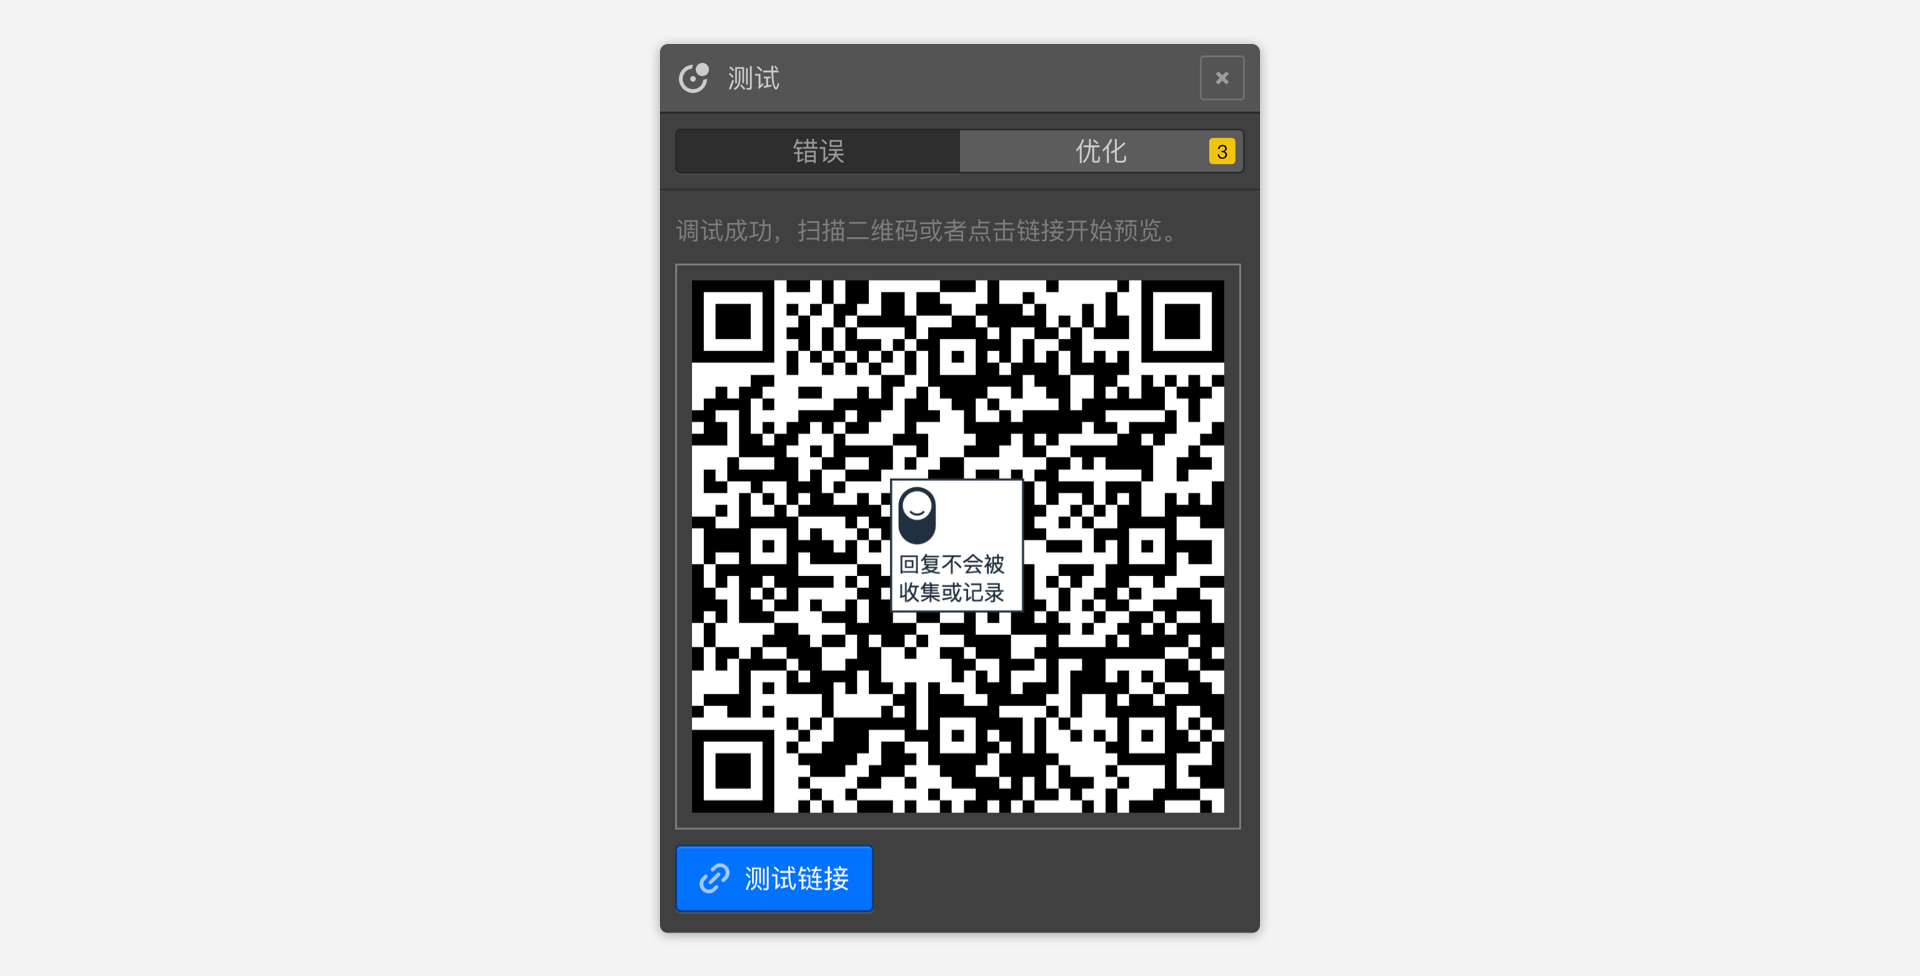 测试
错误
优化
3
调试成功，扫描二维码或者点击链接开始预览。
回复不会被
收集或记录
测试链接